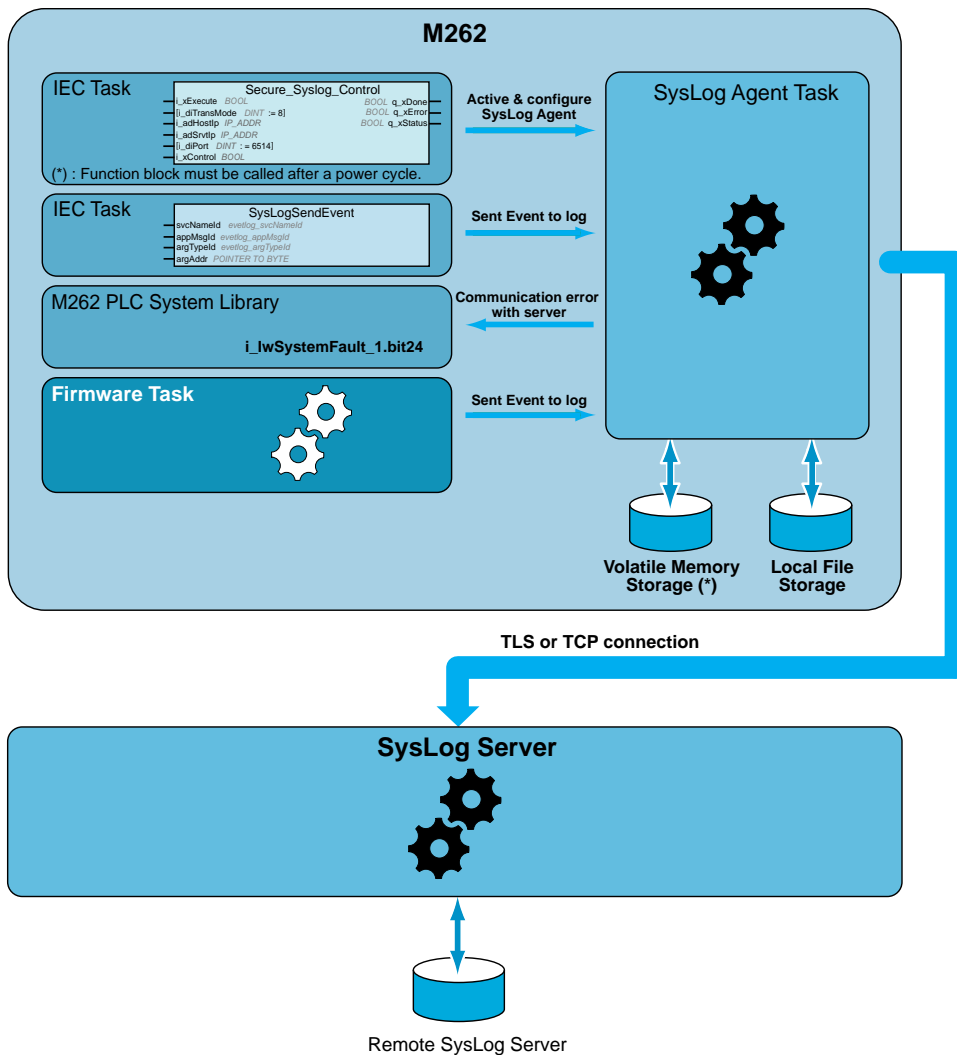 M262
IEC Task
Secure_Syslog_Control
i_xExecute BOOL
BOOL q_xDone
[i_diTransMode DINT := 8]
BOOL q_xError
i_adHostIp IP_ADDR
BOOL q_xStatus
i_adSrvtIp IP_ADDR
[i_diPort DINT : = 6514]
i_xControl BOOL
(*) : Function block must be called after a power cycle.
Active & configure
SysLog Agent
SysLog Agent Task
IEC Task
SysLogSendEvent
svcNameId evetlog_svcNameId
appMsgId evetlog_appMsgId
argTypeId evetlog_argTypeId
argAddr POINTER TO BYTE
Sent Event to log
M262 PLC System Library
i_lwSystemFault_1.bit24
Communication error
with server
Firmware Task
Sent Event to log
Volatile Memory
Storage (*)
Local File
Storage
TLS or TCP connection
SysLog Server
Remote SysLog Server